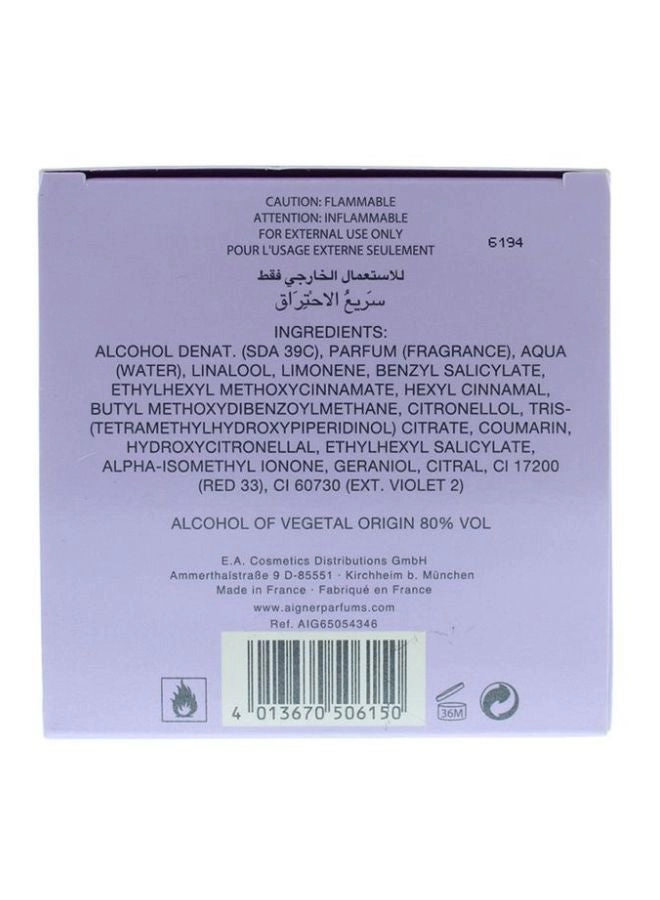 CAUTION: FLAMMABLE
ATTENTION: INFLAMMABLE
FOR EXTERNAL USE ONLY
POUR L'USAGE EXTERNE SEULEMENT
6194
للاستعمال الخارجي فقط
سَريعُ الاحْتِرَاق
INGREDIENTS:
ALCOHOL DENAT. (SDA 39C), PARFUM (FRAGRANCE), AQUA
(WATER), LINALOOL, LIMONENE, BENZYL SALICYLATE,
ETHYLHEXYL METHOXYCINNAMATE, HEXYL CINNAMAL,
BUTYL METHOXYDIBENZOYLMETHANE, CITRONELLOL, TRIS-
(TETRAMETHYLHYDROXYPIPERIDINOL) CITRATE, COUMARIN,
HYDROXYCITRONELLAL, ETHYLHEXYL SALICYLATE,
ALPHA-ISOMETHYL IONONE, GERANIOL, CITRAL, CI 17200
(RED 33), CI 60730 (EXT. VIOLET 2)
ALCOHOL OF VEGETAL ORIGIN 80% VOL
E.A. Cosmetics Distributions GmbH
Ammerthalstraße 9 D-85551 · Kirchheim b. München
Made in France · Fabriqué en France
www.aignerparfums.com
Ref. AIG65054346
4 013670 506150
36M